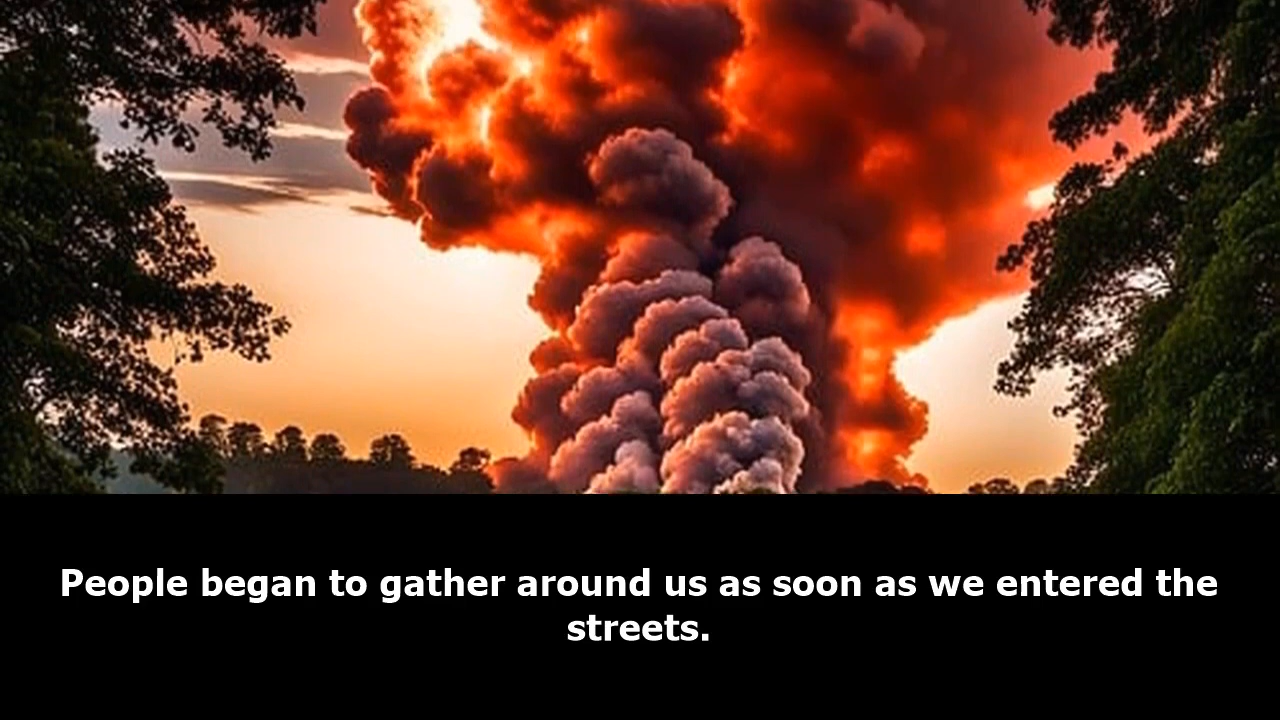 People began to gather around us as soon as we entered the
streets.